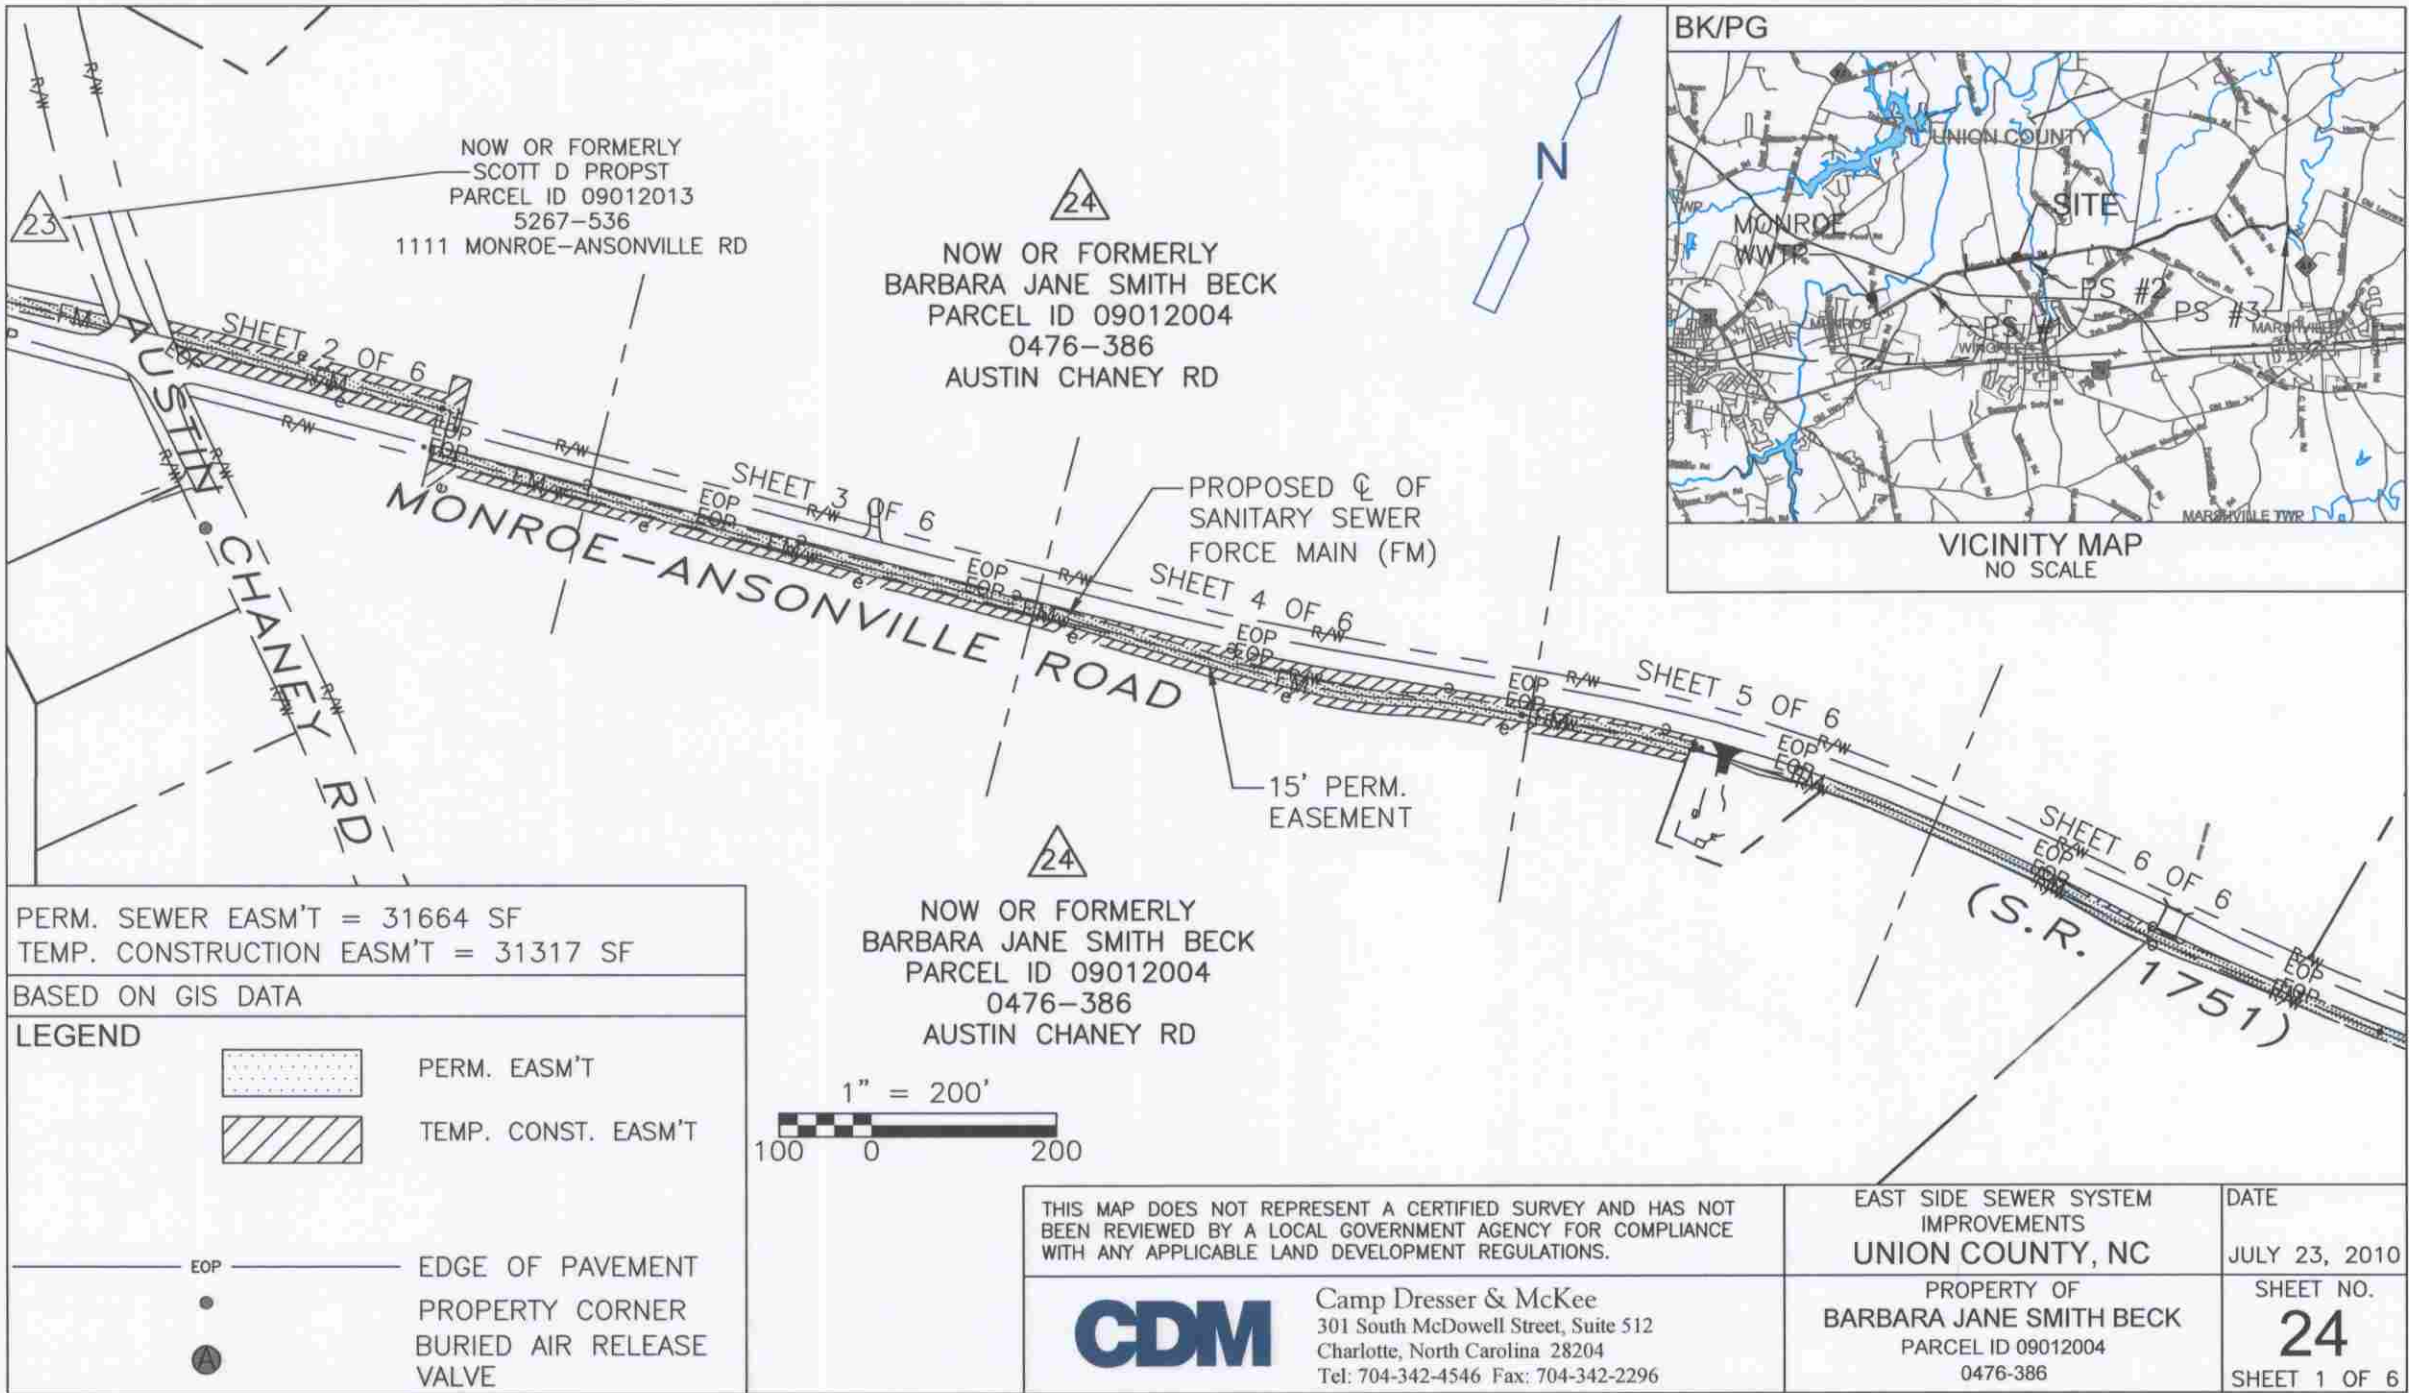 BK/PG
UNION COUNTY
SITE
MONROE
WWTP
PS #2
PS #1
PS #3
MONROE
WINGATE
MARSHVILLE
MARSHVILLE TWP
VICINITY MAP
NO SCALE
N
R/W
R/W
23
NOW OR FORMERLY
SCOTT D PROPST
PARCEL ID 09012013
5267-536
1111 MONROE-ANSONVILLE RD
24
NOW OR FORMERLY
BARBARA JANE SMITH BECK
PARCEL ID 09012004
0476-386
AUSTIN CHANEY RD
SHEET 2 OF 6
SHEET 3 OF 6
SHEET 4 OF 6
SHEET 5 OF 6
SHEET 6 OF 6
AUSTIN CHANEY RD
MONROE-ANSONVILLE ROAD
(S.R. 1751)
PROPOSED ℄ OF
SANITARY SEWER
FORCE MAIN (FM)
15' PERM.
EASEMENT
24
NOW OR FORMERLY
BARBARA JANE SMITH BECK
PARCEL ID 09012004
0476-386
AUSTIN CHANEY RD
1" = 200'
100 0 200
PERM. SEWER EASM'T = 31664 SF
TEMP. CONSTRUCTION EASM'T = 31317 SF
BASED ON GIS DATA
LEGEND
PERM. EASM'T
TEMP. CONST. EASM'T
EOP EDGE OF PAVEMENT
PROPERTY CORNER
A BURIED AIR RELEASE
VALVE
THIS MAP DOES NOT REPRESENT A CERTIFIED SURVEY AND HAS NOT
BEEN REVIEWED BY A LOCAL GOVERNMENT AGENCY FOR COMPLIANCE
WITH ANY APPLICABLE LAND DEVELOPMENT REGULATIONS.
CDM
Camp Dresser & McKee
301 South McDowell Street, Suite 512
Charlotte, North Carolina 28204
Tel: 704-342-4546 Fax: 704-342-2296
EAST SIDE SEWER SYSTEM
IMPROVEMENTS
UNION COUNTY, NC
PROPERTY OF
BARBARA JANE SMITH BECK
PARCEL ID 09012004
0476-386
DATE
JULY 23, 2010
SHEET NO.
24
SHEET 1 OF 6